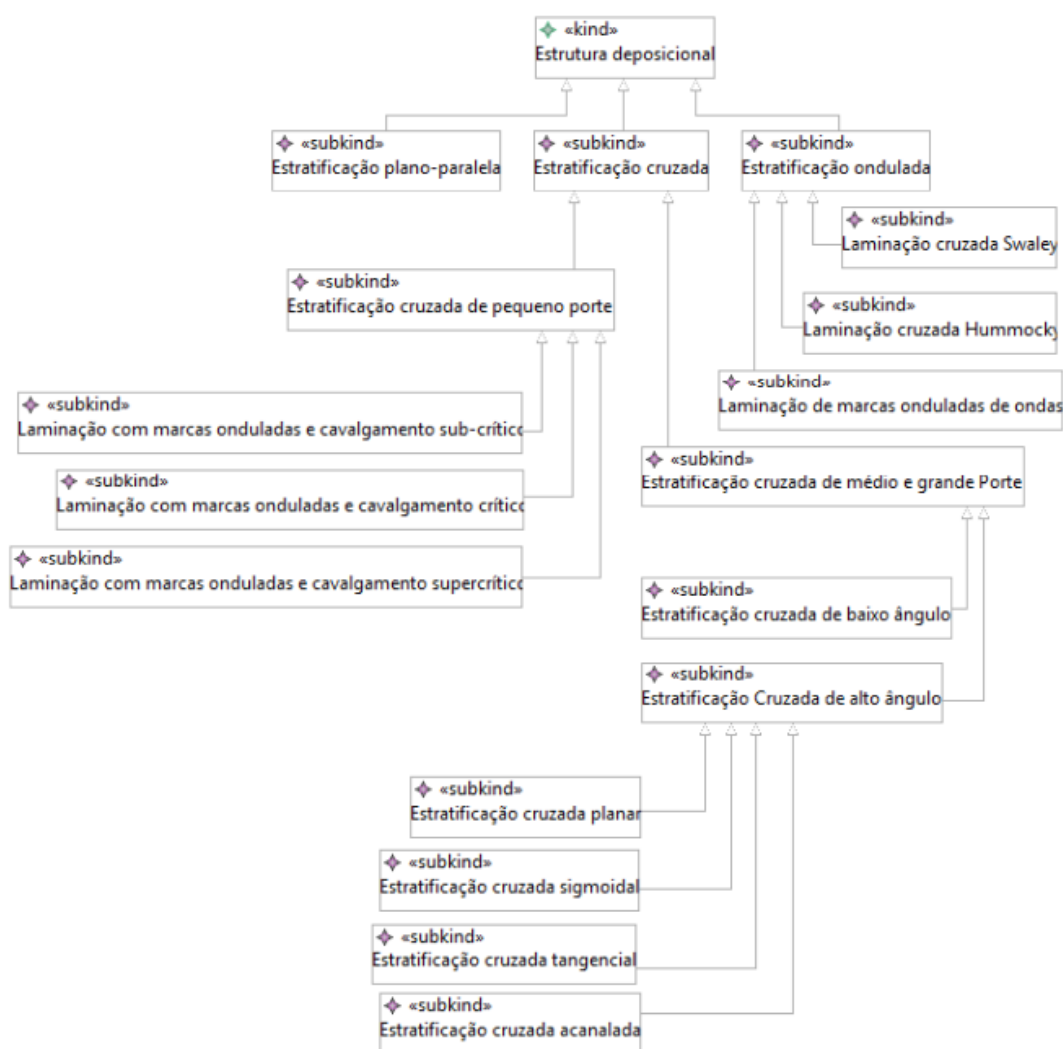 «kind»
Estrutura deposicional
«subkind»
Estratificação plano-paralela
«subkind»
Estratificação cruzada
«subkind»
Estratificação ondulada
«subkind»
Laminação cruzada Swaley
«subkind»
Estratificação cruzada de pequeno porte
«subkind»
Laminação cruzada Hummocky
«subkind»
Laminação de marcas onduladas de ondas
«subkind»
Laminação com marcas onduladas e cavalgamento sub-crítico
«subkind»
Estratificação cruzada de médio e grande Porte
«subkind»
Laminação com marcas onduladas e cavalgamento crítico
«subkind»
Laminação com marcas onduladas e cavalgamento supercrítico
«subkind»
Estratificação cruzada de baixo ângulo
«subkind»
Estratificação Cruzada de alto ângulo
«subkind»
Estratificação cruzada planar
«subkind»
Estratificação cruzada sigmoidal
«subkind»
Estratificação cruzada tangencial
«subkind»
Estratificação cruzada acanalada